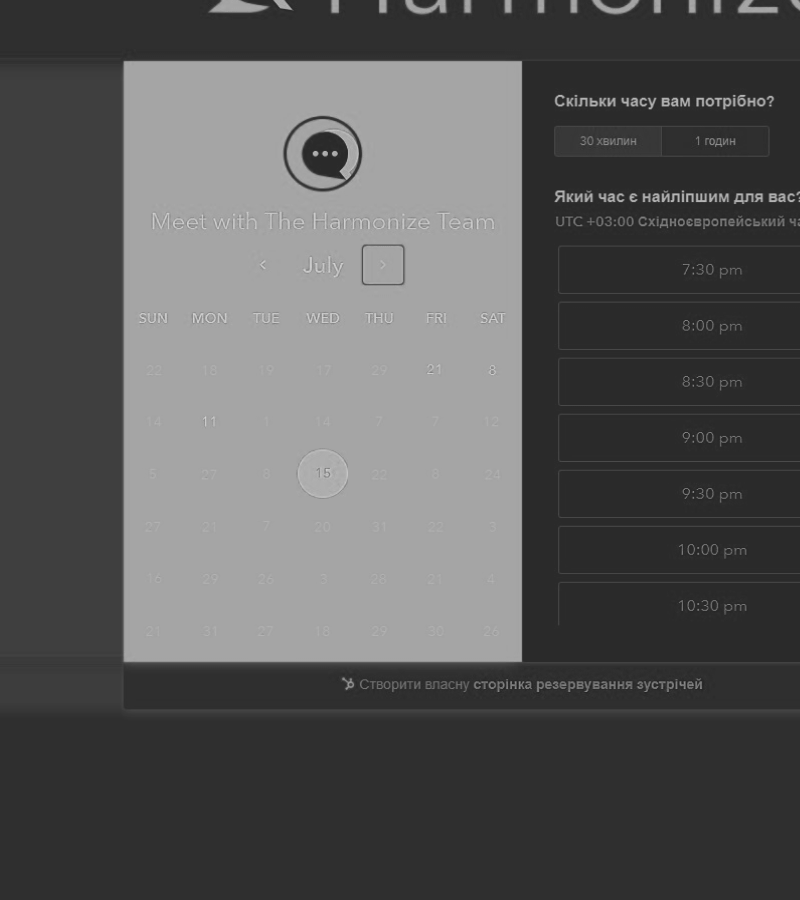 Harmonize
Meet with The Harmonize Team
July
SUN MON TUE WED THU FRI SAT
22 18 19 17 29 21 8
14 11 1 14 7 7 12
5 27 8 15 22 6 24
27 21 7 20 31 22 3
16 29 26 3 28 21 4
21 31 27 18 29 30 26
Скільки часу вам потрібно?
30 хвилин 1 годин
Який час є найліпшим для вас?
UTC +03:00 Східноєвропейський
7:30 pm
8:00 pm
8:30 pm
9:00 pm
9:30 pm
10:00 pm
10:30 pm
Створити власну сторінка резервування зустрічей